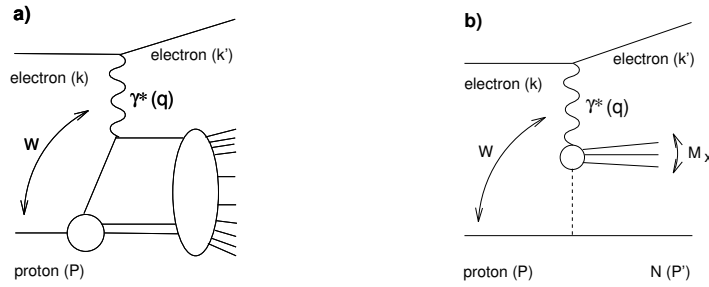 a)
electron (k)
electron (k')
γ* (q)
W
proton (P)
b)
electron (k)
electron (k')
γ* (q)
W
M x
proton (P)
N (P')